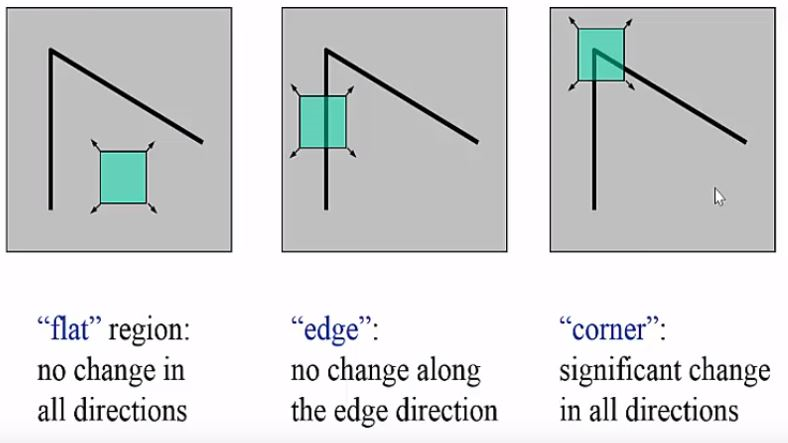 “flat” region:
no change in
all directions
“edge”:
no change along
the edge direction
“corner”:
significant change
in all directions